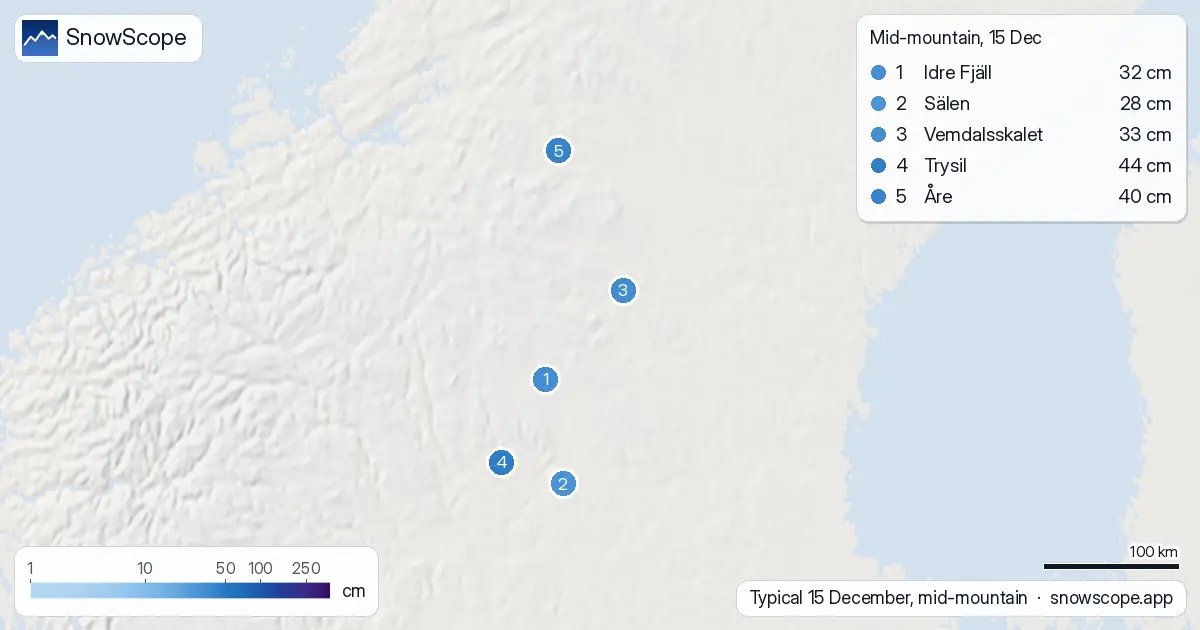 SnowScope
Mid-mountain, 15 Dec
1 Idre Fjäll 32 cm
2 Sälen 28 cm
3 Vemdalsskalet 33 cm
4 Trysil 44 cm
5 Åre 40 cm
5
3
1
4
2
1 10 50 100 250
cm
100 km
Typical 15 December, mid-mountain · snowscope.app